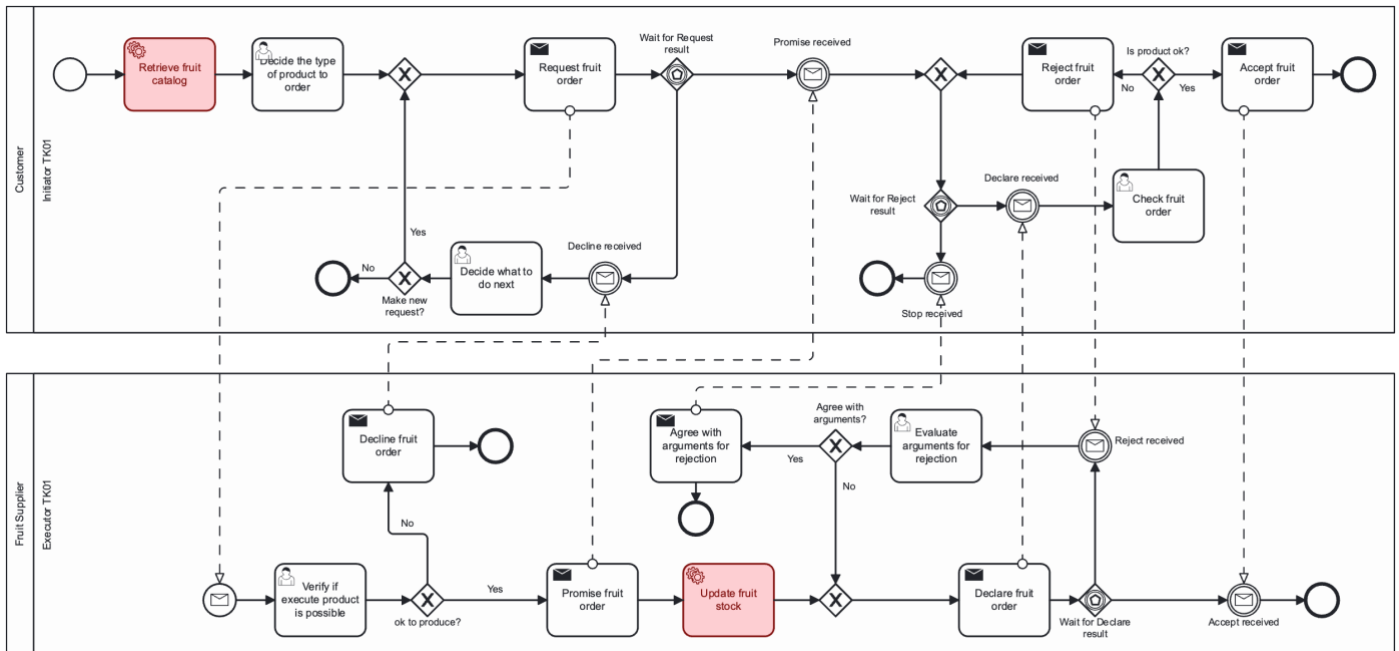 Customer
Initiator TK01
Retrieve fruit
catalog
Decide the type
of product to
order
Request fruit
order
Wait for Request
result
Promise received
Reject fruit
order
Is product ok?
No
Yes
Accept fruit
order
Wait for Reject
result
Declare received
Check fruit
order
Yes
Decline received
Decide what to
do next
No
Make new
request?
Stop received
Fruit Supplier
Executor TK01
Decline fruit
order
Agree with
arguments for
rejection
Agree with
arguments?
Yes
Evaluate
arguments for
rejection
Reject received
No
No
Verify if
execute product
is possible
ok to produce?
Yes
Promise fruit
order
Update fruit
stock
Declare fruit
order
Wait for Declare
result
Accept received